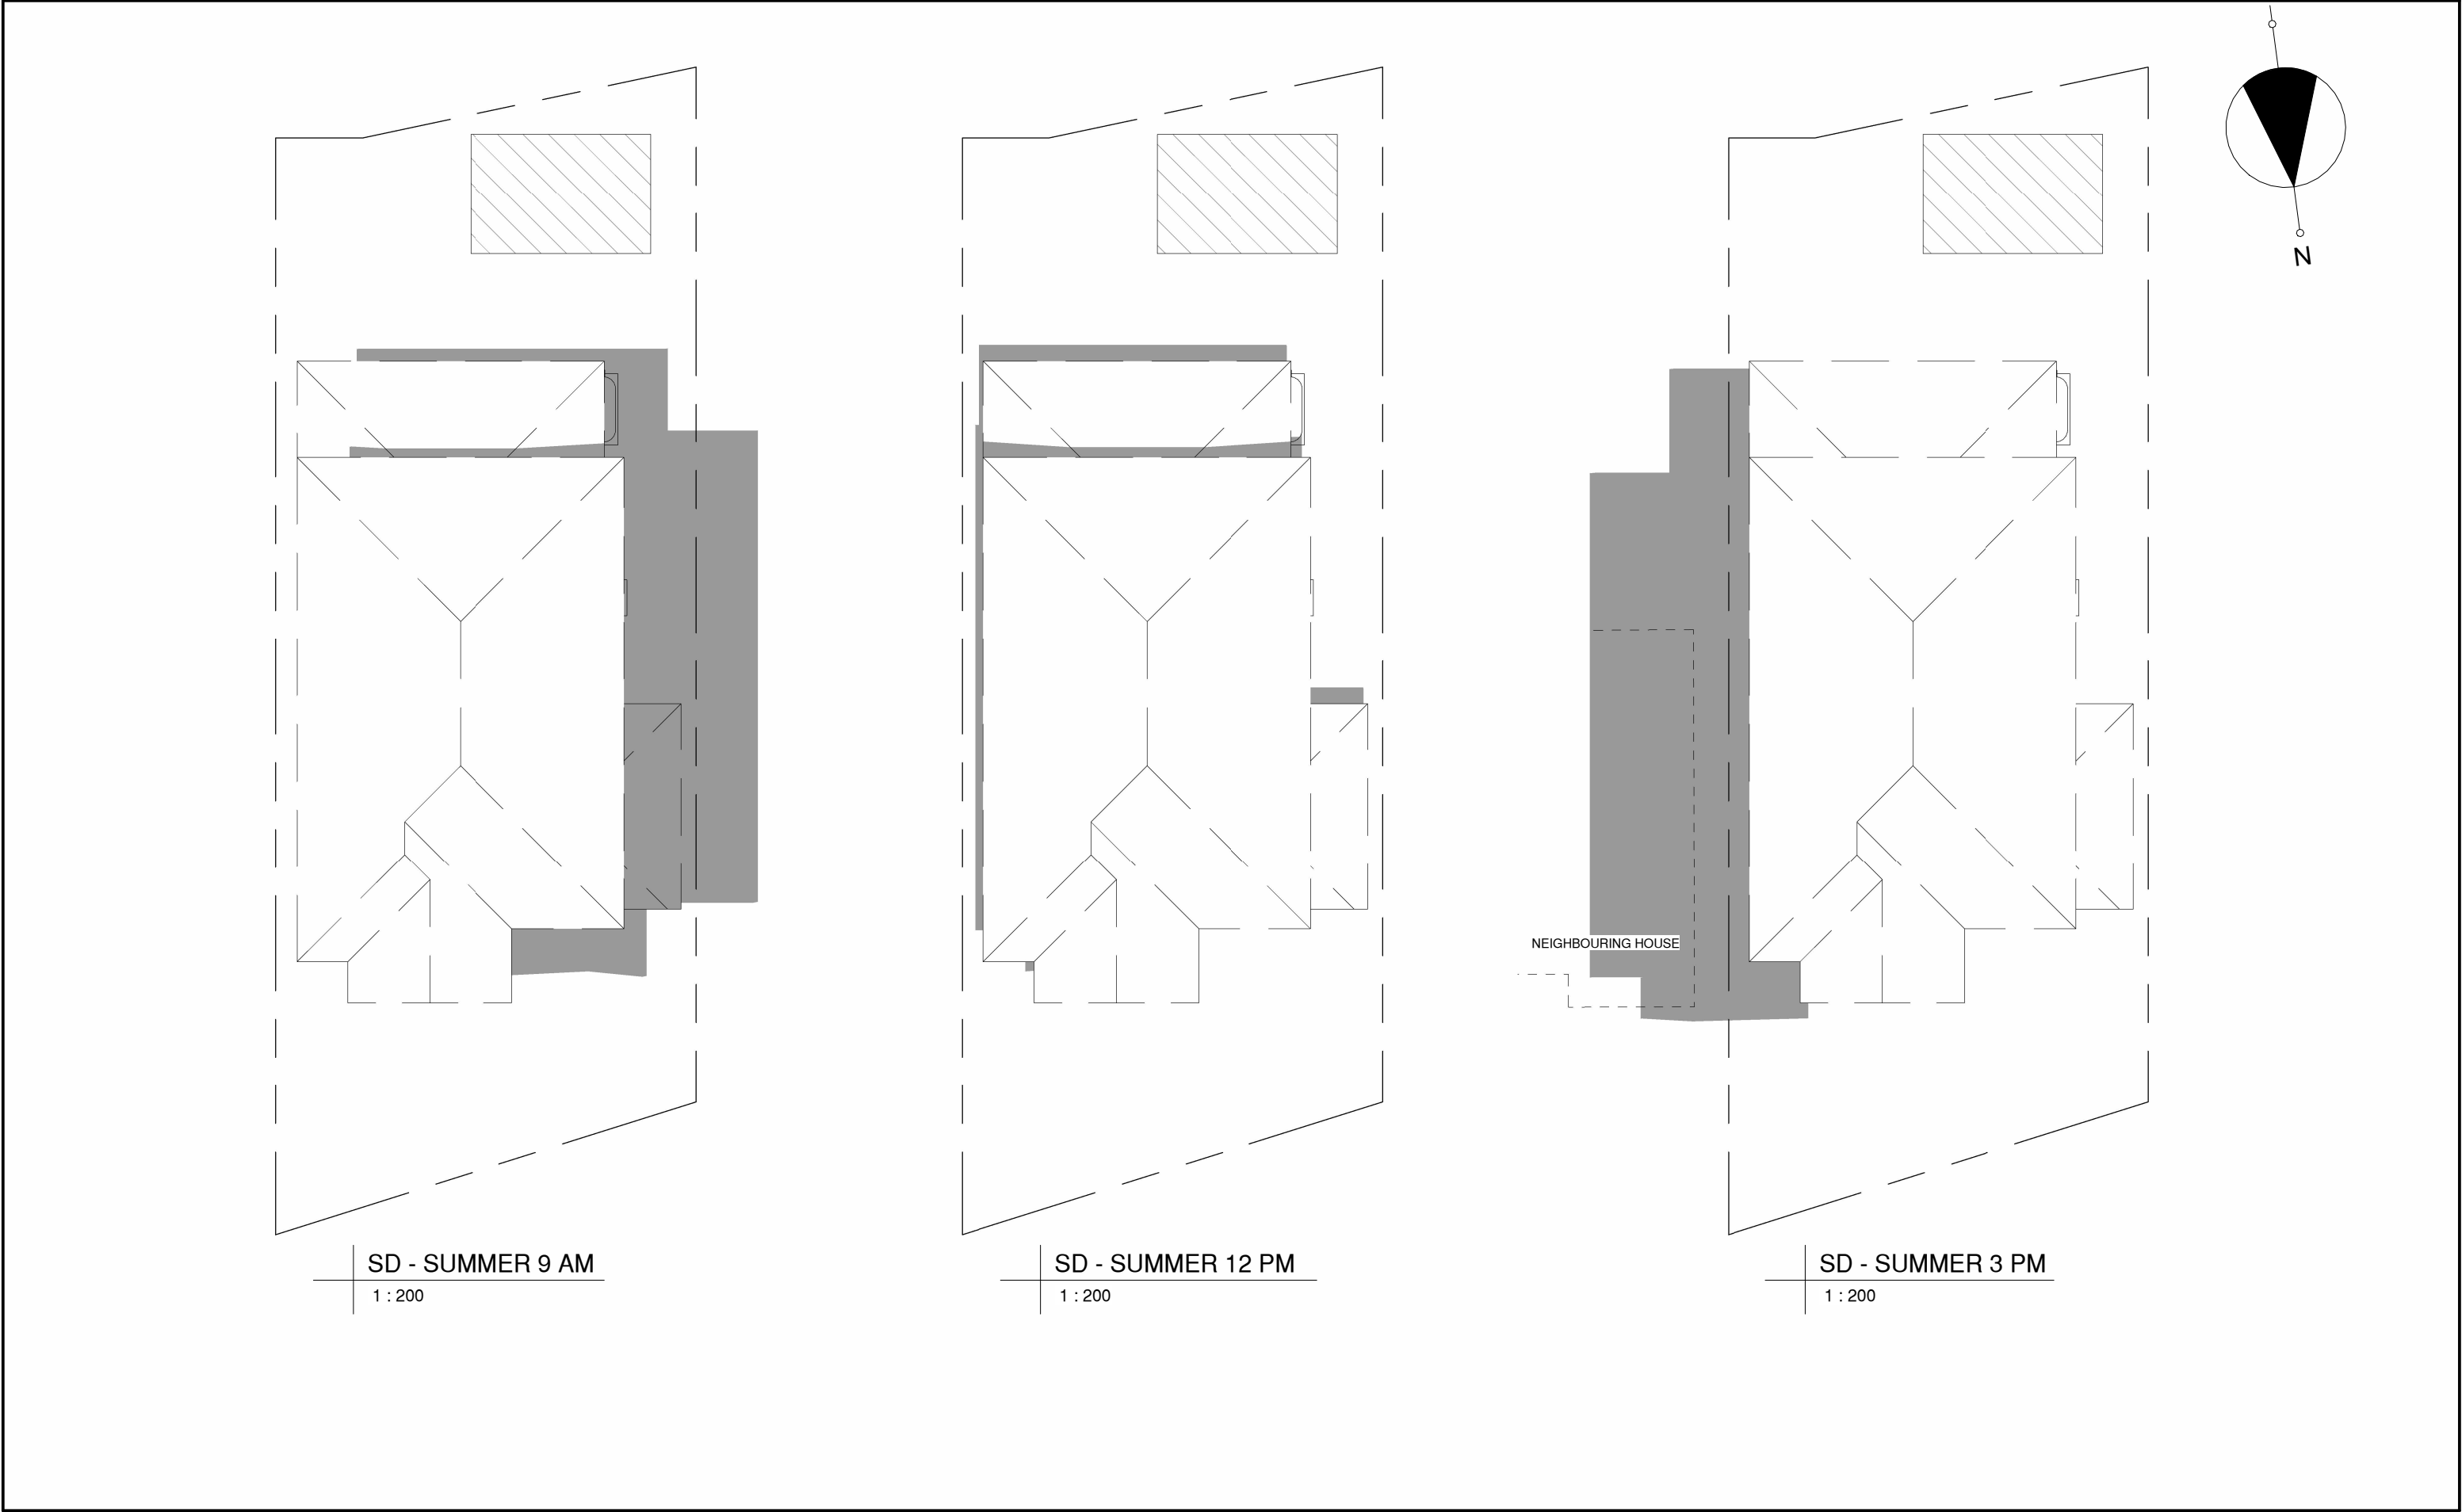 N
NEIGHBOURING HOUSE
SD - SUMMER 9 AM
1 : 200
SD - SUMMER 12 PM
1 : 200
SD - SUMMER 3 PM
1 : 200